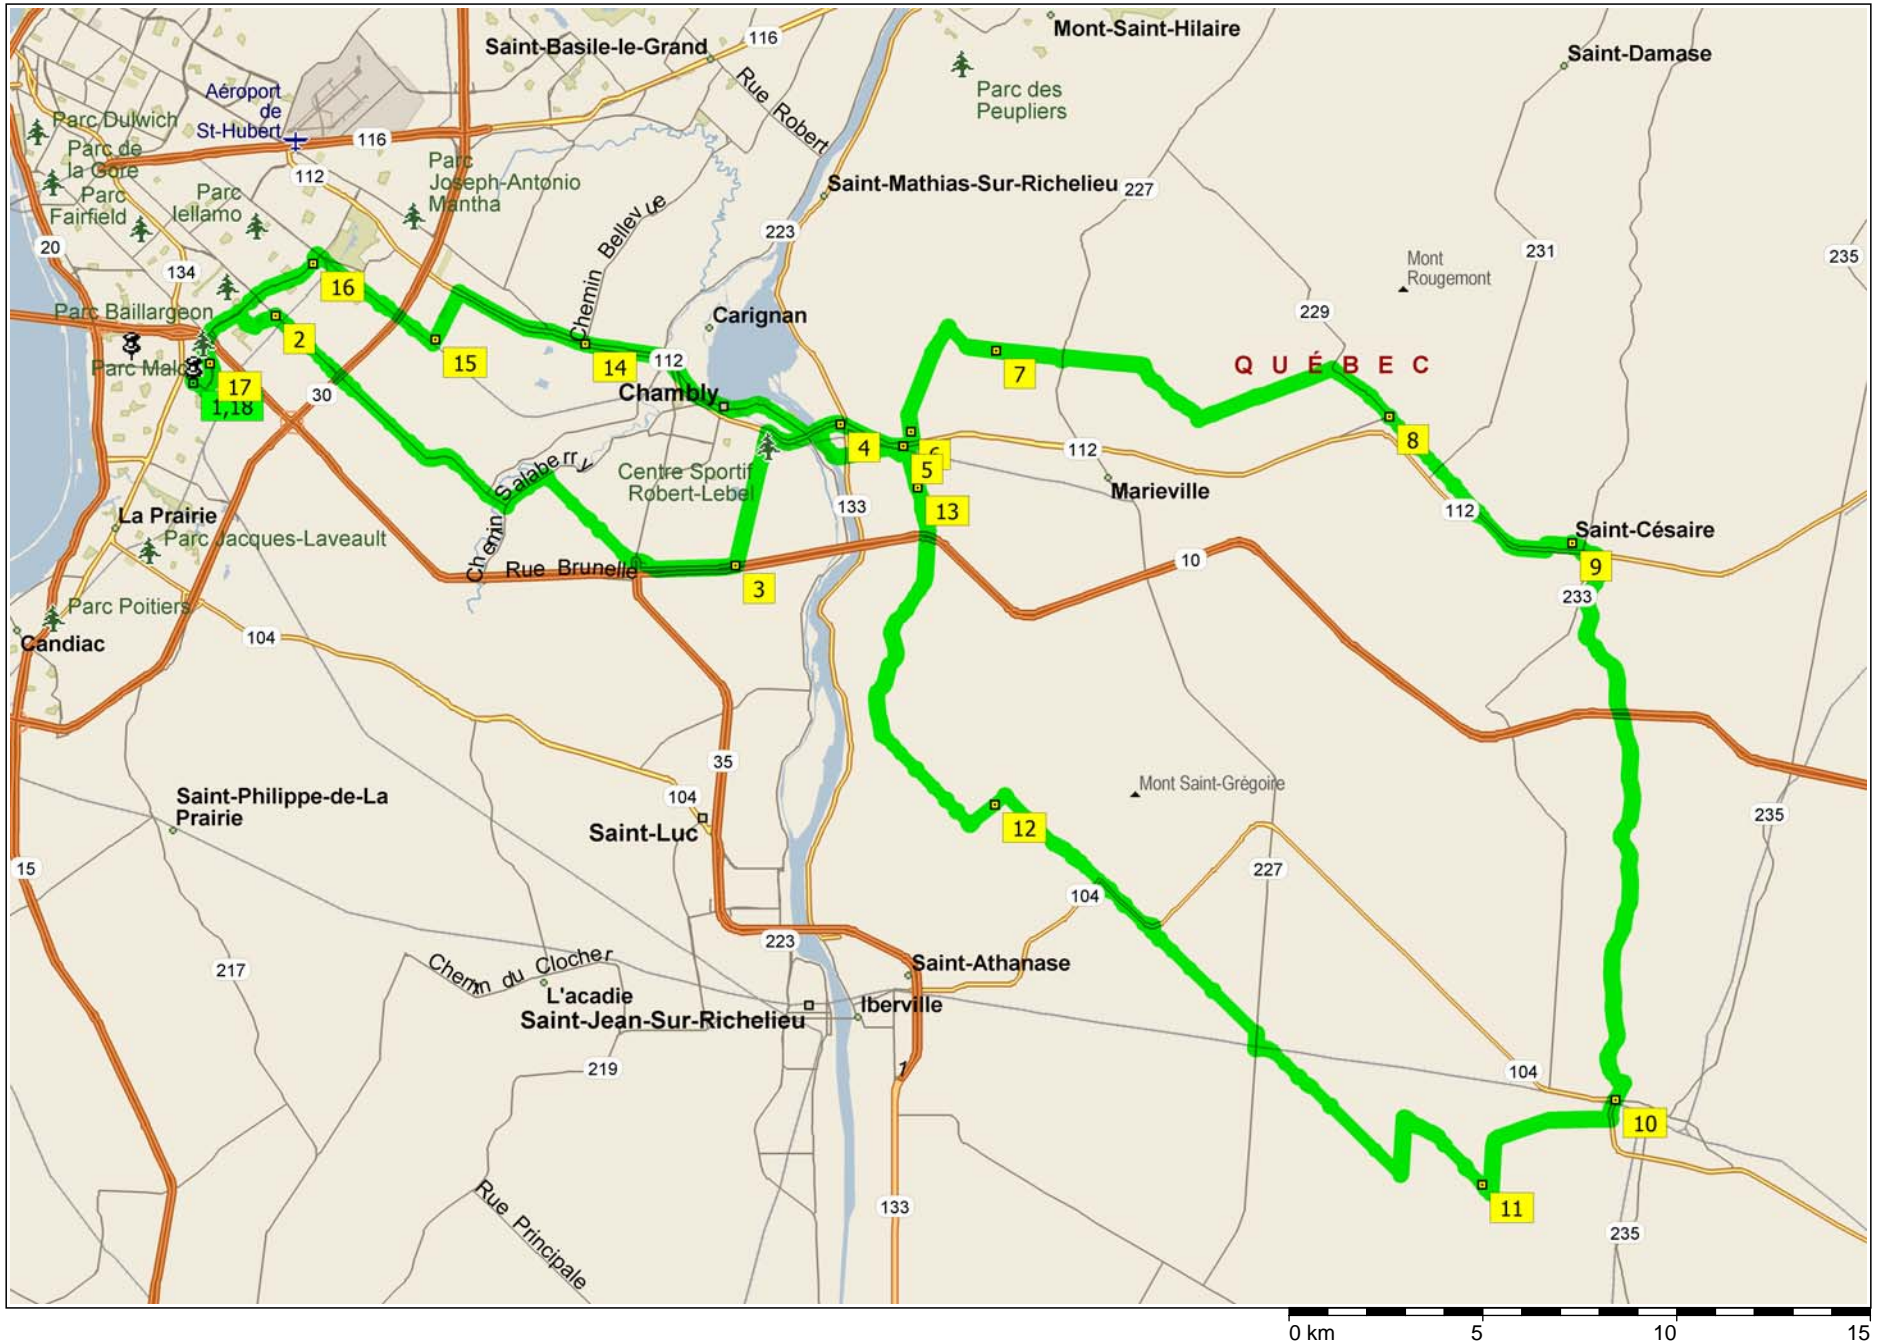 Saint-Basile-le-Grand
116
Mont-Saint-Hilaire
Saint-Damase
Aéroport
de
St-Hubert
Rue Robert
Parc des
Peupliers
Parc Dulwich
116
Parc de
la Gore
112
Parc
Joseph-Antonio
Mantha
Parc
Fairfield
Parc
Iellamo
Saint-Mathias-Sur-Richelieu
227
Chemin Bellevue
20
223
231
235
134
Mont
Rougemont
16
Parc Baillargeon
2
Carignan
229
Parc Malo
17
1,18
15
14
112
7
QUÉBEC
30
Chambly
4
6
5
8
112
Salaberry
Chemin
Centre Sportif
Robert-Lebel
Marieville
133
13
112
La Prairie
Parc Jacques-Laveault
Saint-Césaire
Rue Brunelle
3
10
9
233
Parc Poitiers
Candiac
104
35
Mont Saint-Grégoire
Saint-Philippe-de-La
Prairie
104
Saint-Luc
12
235
15
104
227
223
Saint-Athanase
217
Chemin du Clocher
L'acadie
Iberville
Saint-Jean-Sur-Richelieu
219
1
104
10
11
Rue Principale
133
235
0 km
5
10
15